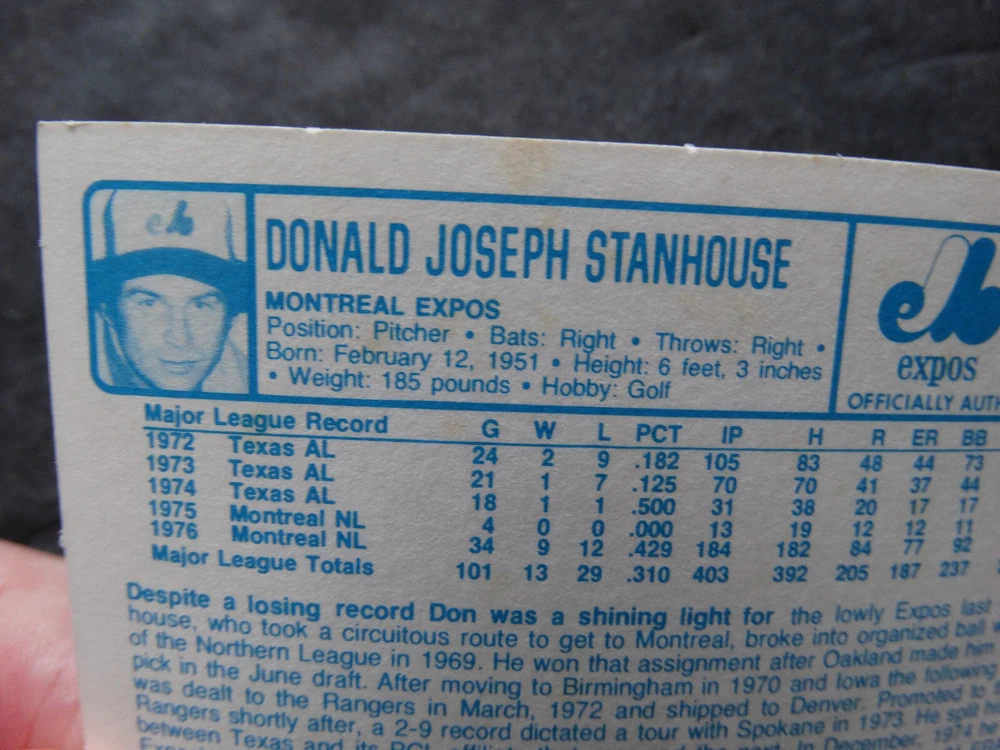 DONALD JOSEPH STANHOUSE
MONTREAL EXPOS
Position: Pitcher • Bats: Right • Throws: Right •
Born: February 12, 1951 • Height: 6 feet, 3 inches
• Weight: 185 pounds • Hobby: Golf
expos
OFFICIALLY
Major League Record G W L PCT IP H R ER BB
1972 Texas AL 24 2 9 .182 105 83 48 44 73
1973 Texas AL 21 1 7 .125 70 70 41 37 44
1974 Texas AL 18 1 1 .500 31 38 20 17 17
1975 Montreal NL 4 0 0 .000 13 19 12 12 11
1976 Montreal NL 34 9 12 .429 184 182 84 77 92
Major League Totals 101 13 29 .310 403 392 205 187 237
Despite a losing record Don was a shining light for the lowly Expos last
house, who took a circuitous route to get to Montreal, broke into organized ball
of the Northern League in 1969. He won that assignment after Oakland made him
pick in the June draft. After moving to Birmingham in 1970 and Iowa the following
was dealt to the Rangers in March, 1972 and shipped to Denver. Promoted to
Rangers shortly after, a 2-9 record dictated a tour with Spokane in 1973. He split
between Texas and its PCL
In December, 1974